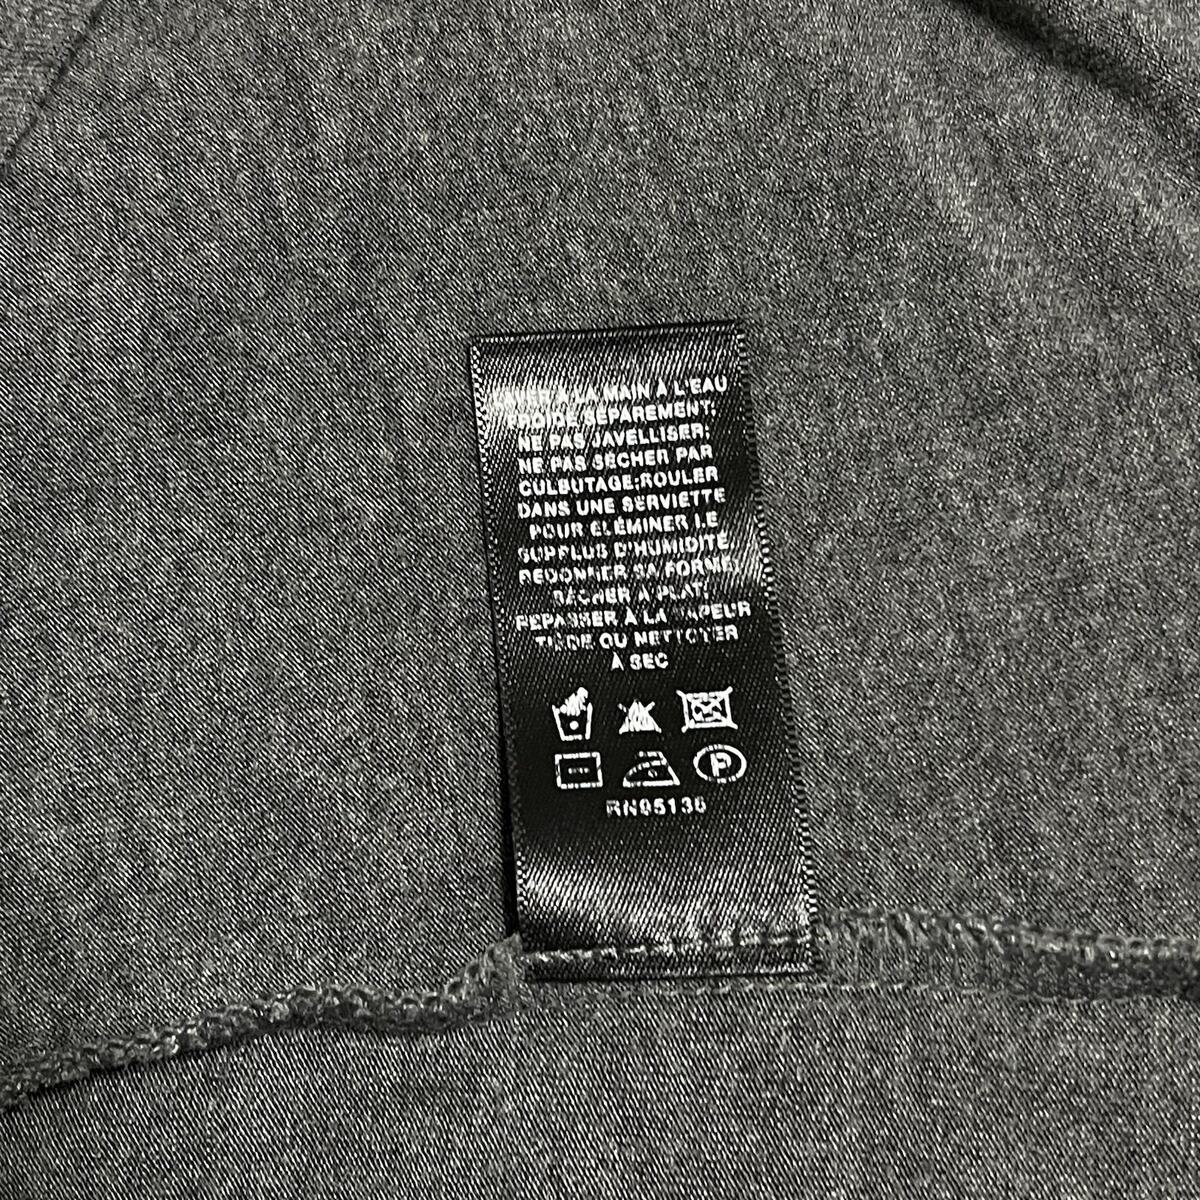 LAVER À LA MAIN À L'EAU
FROIDE SÉPAREMENT;
NE PAS JAVELLISER;
NE PAS SÉCHER PAR
CULBUTAGE;ROULER
DANS UNE SERVIETTE
POUR ÉLÉMINER LE
SUPPLUS D'HUMIDITÉ,
REDONNER SA FORME;
SÉCHER À PLAT;
REPASSER À LA VAPEUR
TIÈDE OU NETTOYER
À SEC
P
RN95136